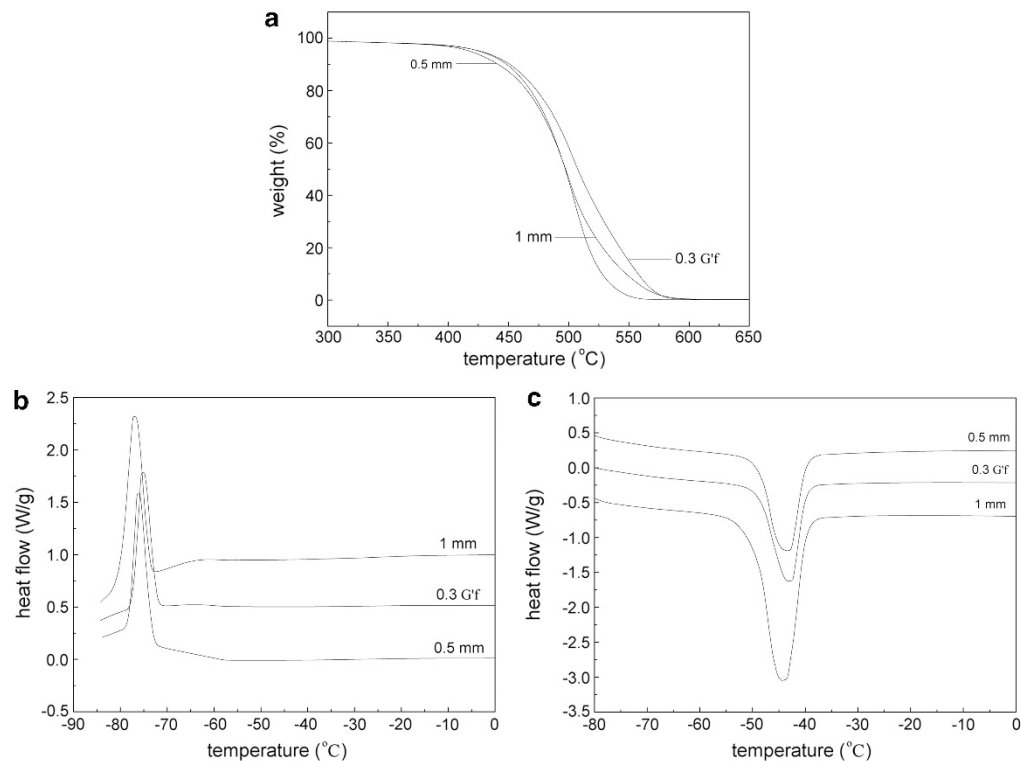 a
100
80
60
40
20
0
weight (%)
0.5 mm
1 mm
0.3 G'f
300 350 400 450 500 550 600 650
temperature (°C)
b
2.5
2.0
1.5
1.0
0.5
0.0
-0.5
heat flow (W/g)
1 mm
0.3 G'f
0.5 mm
-90 -80 -70 -60 -50 -40 -30 -20 -10 0
temperature (°C)
c
1.0
0.5
0.0
-0.5
-1.0
-1.5
-2.0
-2.5
-3.0
-3.5
heat flow (W/g)
0.5 mm
0.3 G'f
1 mm
-80 -70 -60 -50 -40 -30 -20 -10 0
temperature (°C)